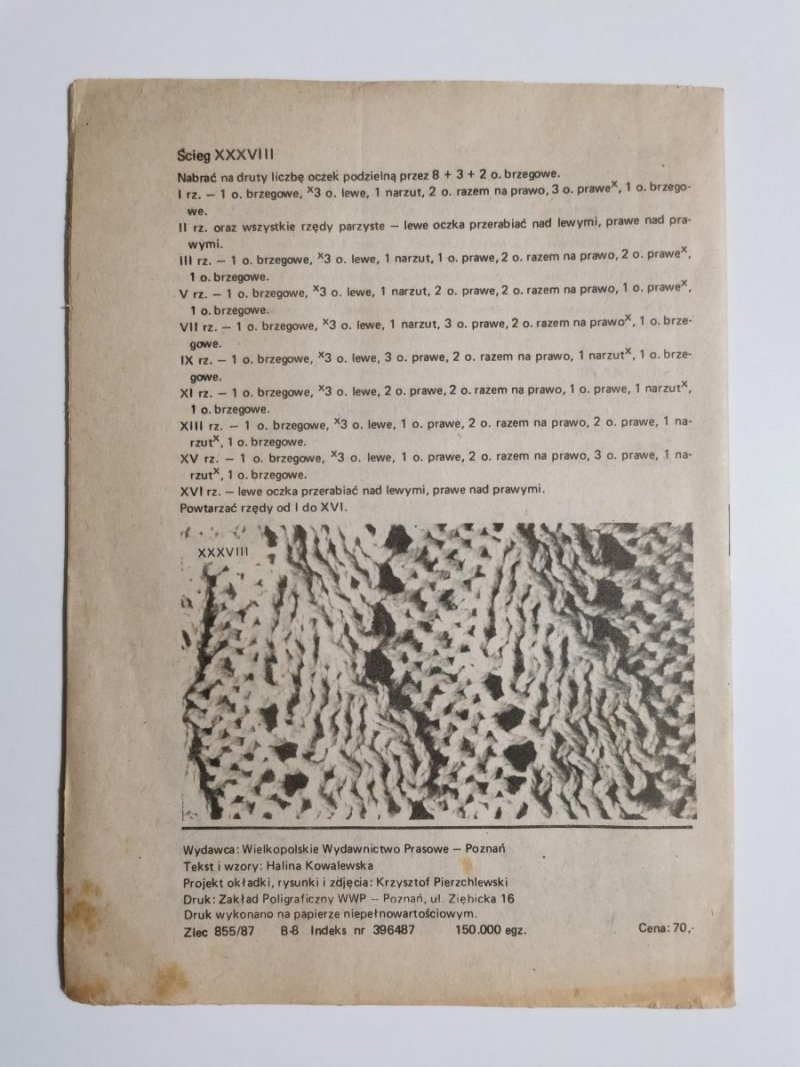 Ścieg XXXVIII
Nabrać na druty liczbę oczek podzielną przez 8 + 3 + 2 o. brzegowe.
I rz. — 1 o. brzegowe, ˣ3 o. lewe, 1 narzut, 2 o. razem na prawo, 3 o. praweˣ, 1 o. brzego-
we.
II rz. oraz wszystkie rzędy parzyste — lewe oczka przerabiać nad lewymi, prawe nad pra-
wymi.
III rz. — 1 o. brzegowe, ˣ3 o. lewe, 1 narzut, 1 o. prawe, 2 o. razem na prawo, 2 o. praweˣ,
1 o. brzegowe.
V rz. — 1 o. brzegowe, ˣ3 o. lewe, 1 narzut, 2 o. prawe, 2 o. razem na prawo, 1 o. praweˣ,
1 o. brzegowe.
VII rz. — 1 o. brzegowe, ˣ3 o. lewe, 1 narzut, 3 o. prawe, 2 o. razem na prawoˣ, 1 o. brze-
gowe.
IX rz. — 1 o. brzegowe, ˣ3 o. lewe, 3 o. prawe, 2 o. razem na prawo, 1 narzutˣ, 1 o. brze-
gowe.
XI rz. — 1 o. brzegowe, ˣ3 o. lewe, 2 o. prawe, 2 o. razem na prawo, 1 o. prawe, 1 narzutˣ,
1 o. brzegowe.
XIII rz. — 1 o. brzegowe, ˣ3 o. lewe, 1 o. prawe, 2 o. razem na prawo, 2 o. prawe, 1 na-
rzutˣ, 1 o. brzegowe.
XV rz. — 1 o. brzegowe, ˣ3 o. lewe, 1 o. prawe, 2 o. razem na prawo, 3 o. prawe, 1 na-
rzutˣ, 1 o. brzegowe.
XVI rz. — lewe oczka przerabiać nad lewymi, prawe nad prawymi.
Powtarzać rzędy od I do XVI.
XXXVIII
Wydawca: Wielkopolskie Wydawnictwo Prasowe — Poznań
Tekst i wzory: Halina Kowalewska
Projekt okładki, rysunki i zdjęcia: Krzysztof Pierzchlewski
Druk: Zakład Poligraficzny WWP — Poznań, ul. Ziębicka 16
Druk wykonano na papierze niepełnowartościowym.
Zlec 855/87 B-8 Indeks nr 396487 150.000 egz. Cena: 70,-